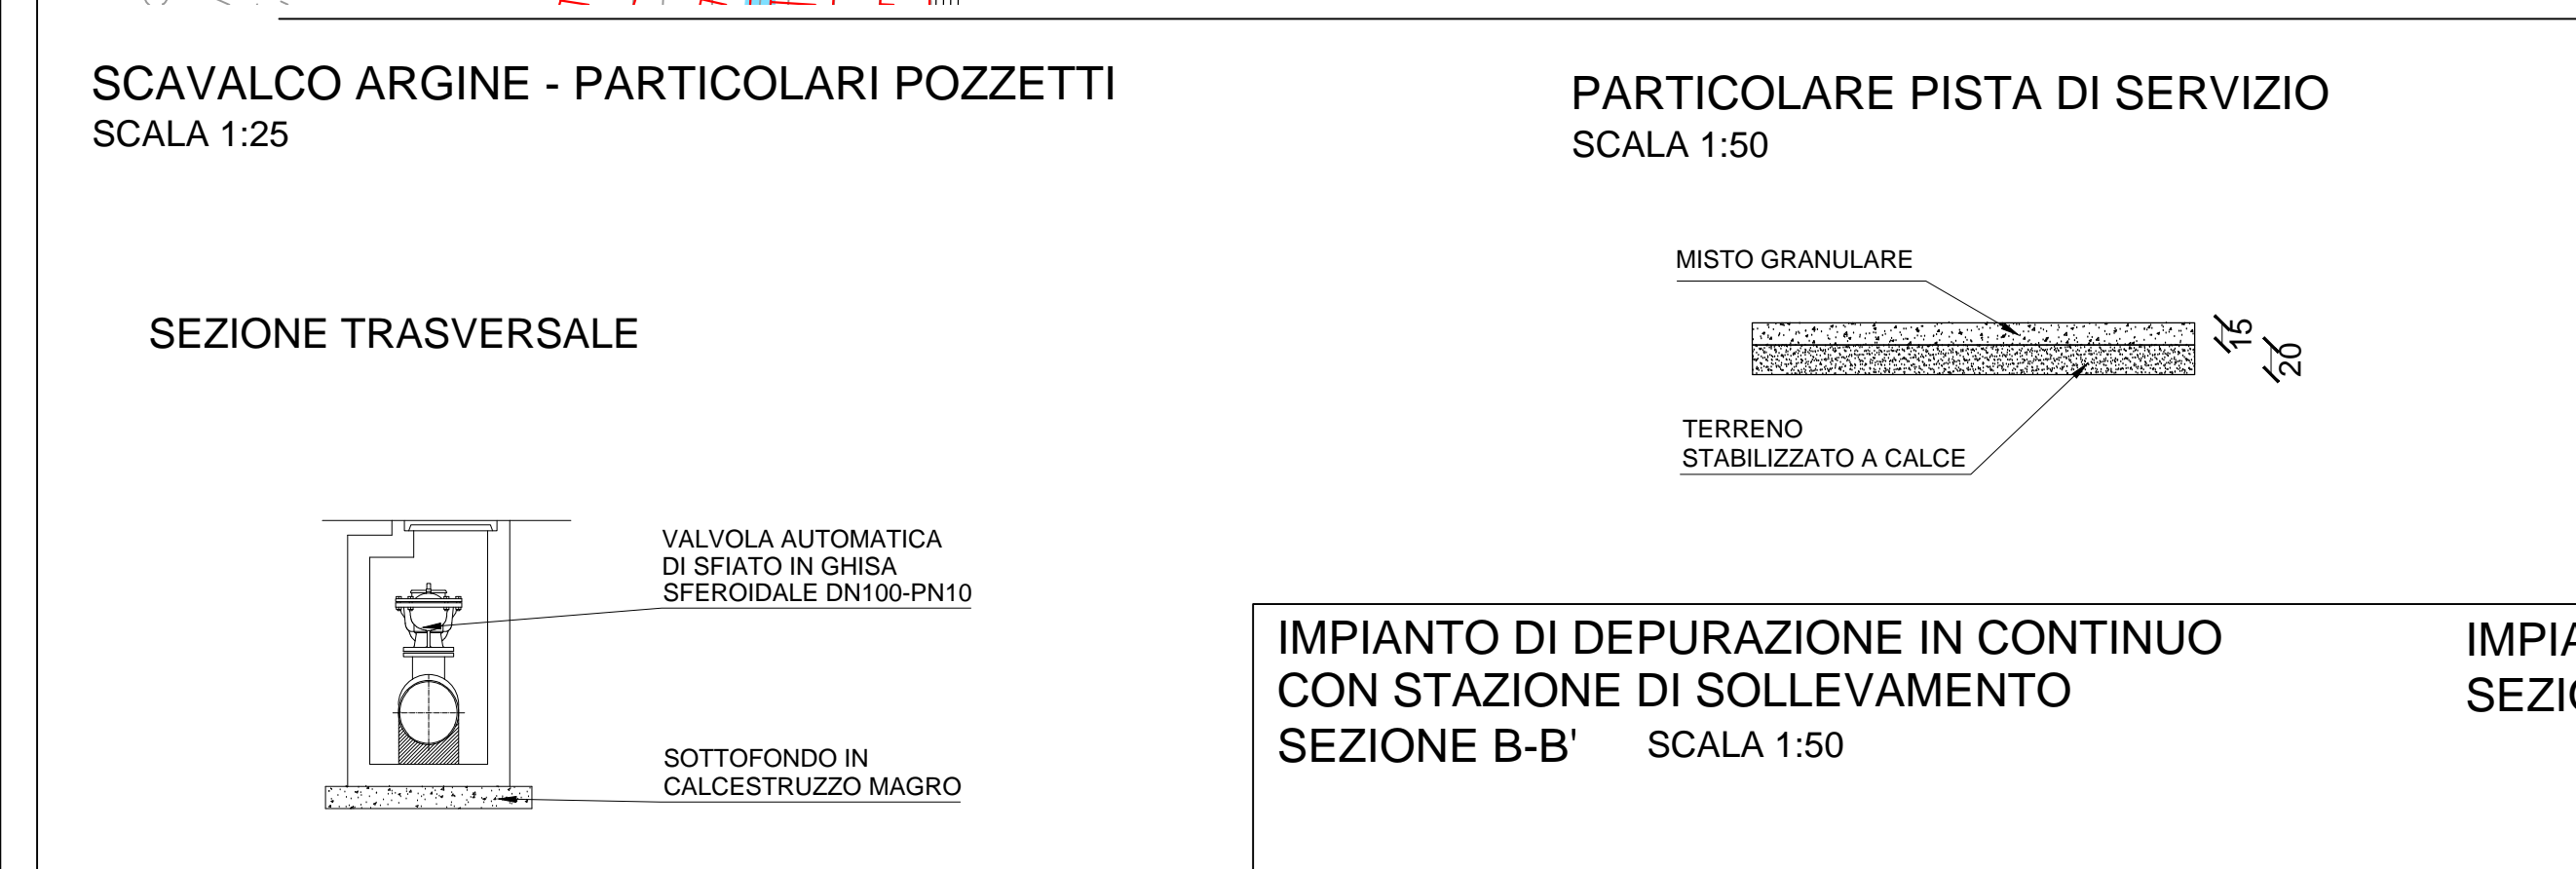 SCAVALCO ARGINE - PARTICOLARI POZZETTI
SCALA 1:25
PARTICOLARE PISTA DI SERVIZIO
SCALA 1:50
MISTO GRANULARE
15
20
TERRENO
STABILIZZATO A CALCE
SEZIONE TRASVERSALE
VALVOLA AUTOMATICA
DI SFIATO IN GHISA
SFEROIDALE DN100-PN10
SOTTOFONDO IN
CALCESTRUZZO MAGRO
IMPIANTO DI DEPURAZIONE IN CONTINUO
CON STAZIONE DI SOLLEVAMENTO
SEZIONE B-B' SCALA 1:50